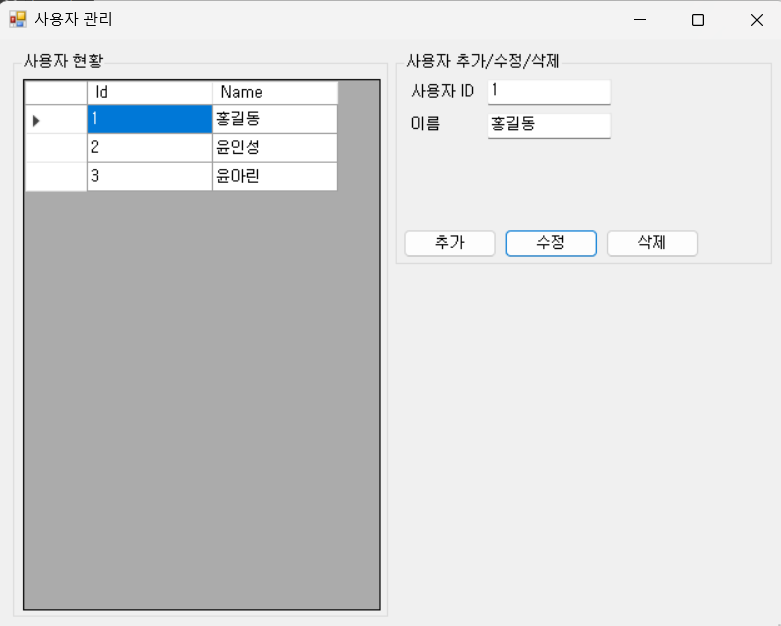 사용자 관리
사용자 현황
Id Name
1 홍길동
2 윤인성
3 윤아린
사용자 추가/수정/삭제
사용자 ID 1
이름 홍길동
추가 수정 삭제